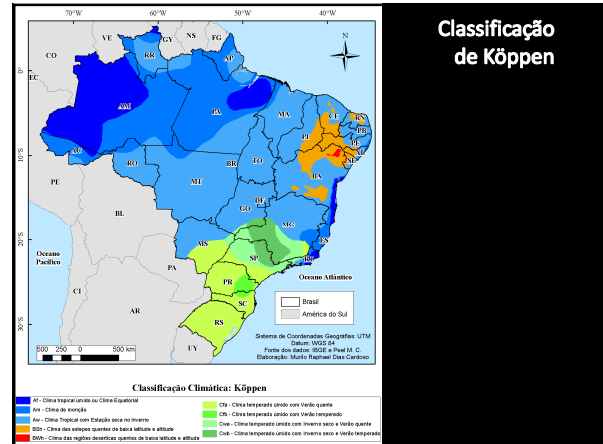 Classificação
de Köppen
70°W
60°W
50°W
40°W
VE
GY
NS
FG
CO
RR
AP
0°
EC
AM
PA
MA
CE
RN
PB
PI
PE
AC
AL
SE
10°S
RO
TO
BA
PE
MT
BR
DF
GO
BL
MG
MS
ES
20°S
SP
RJ
Oceano
Pacífico
PA
Oceano Atlântico
PR
CI
SC
Brasil
América do Sul
AR
RS
30°S
UY
Sistema de Coordenadas Geográfias: UTM
Datum: WGS 84
Fonte dos dados: IBGE e Peel M. C.
Elaboração: Murilo Raphael Dias Cardoso
500 250 0 500 km
Classificação Climática: Köppen
Af - Clima tropical úmido ou Clima Equatorial
Am - Clima de monção
Aw - Clima Tropical com Estação seca no inverno
BSh - Clima das estepes quentes de baixa latitude e altitude
BWh - Clima das regiões desérticas quentes de baixa latitude e altitude
Cfa - Clima temperado úmido com Verão quente
Cfb - Clima temperado úmido com Verão temperado
Cwa - Clima temperado úmido com Inverno seco e Verão quente
Cwb - Clima temperado úmido com Inverno seco e Verão temperado